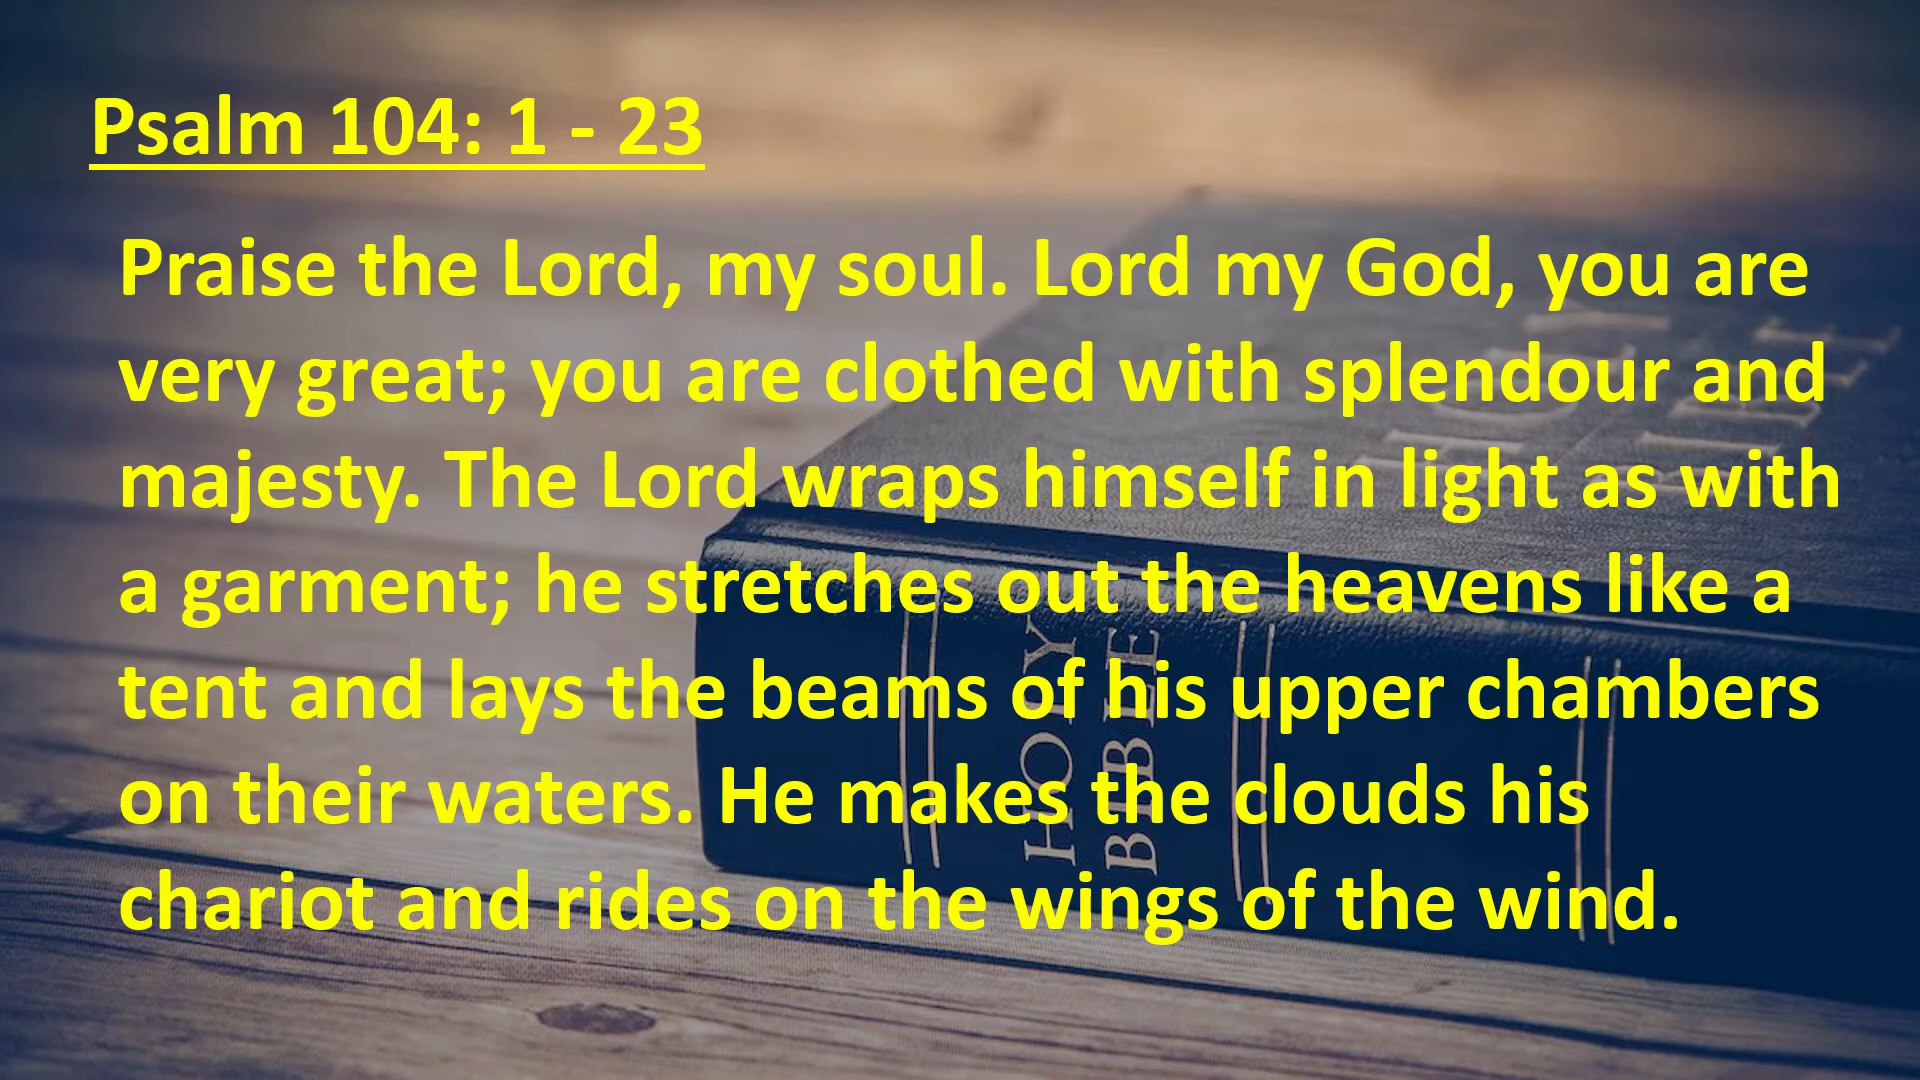 Psalm 104: 1 - 23
Praise the Lord, my soul. Lord my God, you are
very great; you are clothed with splendour and
majesty. The Lord wraps himself in light as with
a garment; he stretches out the heavens like a
tent and lays the beams of his upper chambers
on their waters. He makes the clouds his
chariot and rides on the wings of the wind.
HOLY
BIBLE